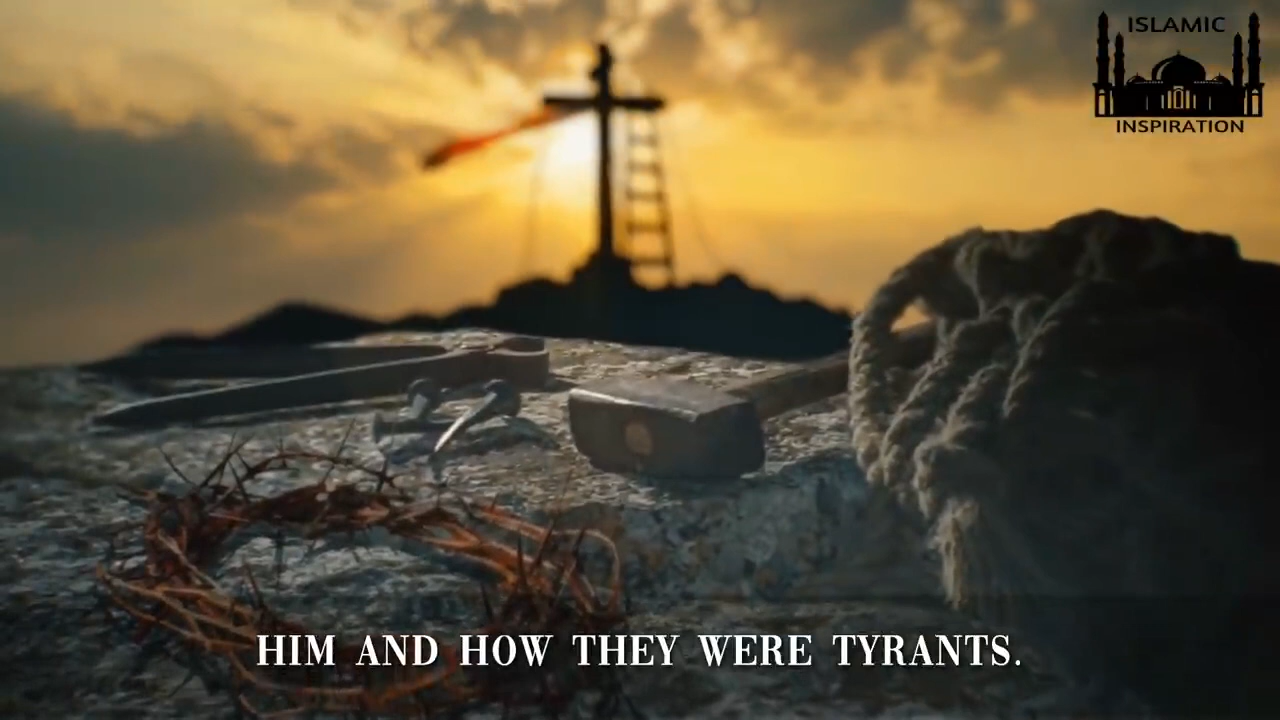 ISLAMIC
INSPIRATION
HIM AND HOW THEY WERE TYRANTS.